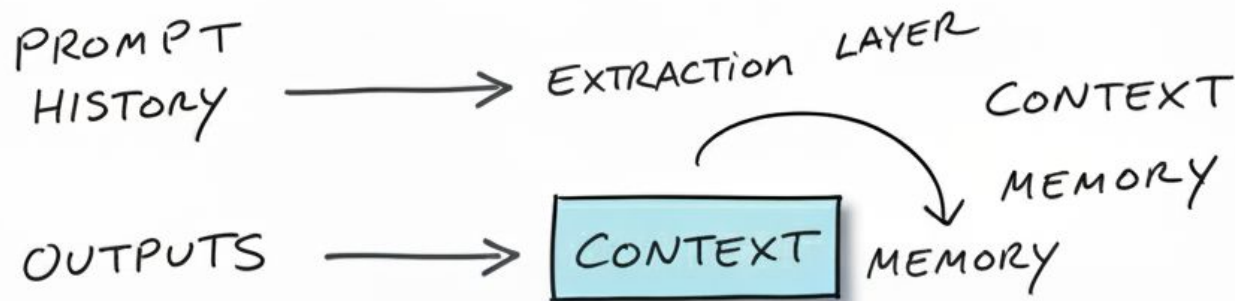 PROMPT
HISTORY
EXTRACTION LAYER
CONTEXT
MEMORY
OUTPUTS
CONTEXT
MEMORY